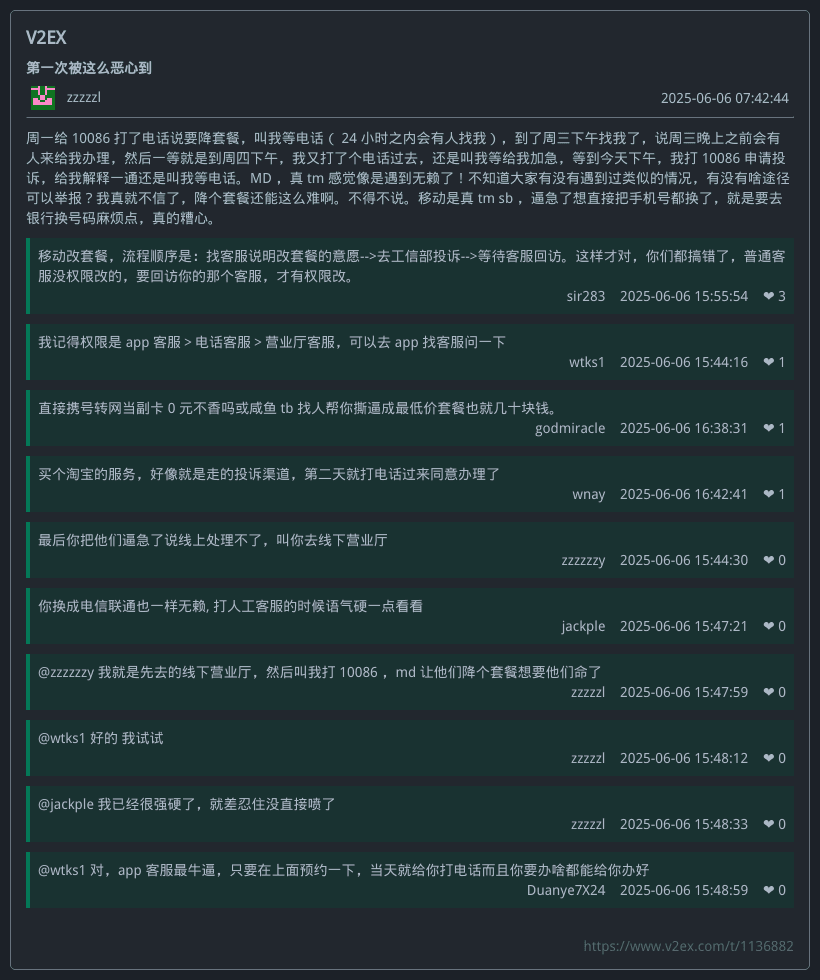 V2EX
第一次被这么恶心到
zzzzzl
2025-06-06 07:42:44
周一给 10086 打了电话说要降套餐，叫我等电话（ 24 小时之内会有人找我），到了周三下午找我了，说周三晚上之前会有
人来给我办理，然后一等就是到周四下午，我又打了个电话过去，还是叫我等给我加急，等到今天下午，我打 10086 申请投
诉，给我解释一通还是叫我等电话。MD ，真 tm 感觉像是遇到无赖了！不知道大家有没有遇到过类似的情况，有没有啥途径
可以举报？我真就不信了，降个套餐还能这么难啊。不得不说。移动是真 tm sb ，逼急了想直接把手机号都换了，就是要去
银行换号码麻烦点，真的糟心。
移动改套餐，流程顺序是：找客服说明改套餐的意愿-->去工信部投诉-->等待客服回访。这样才对，你们都搞错了，普通客
服没权限改的，要回访你的那个客服，才有权限改。
sir283 2025-06-06 15:55:54 ❤ 3
我记得权限是 app 客服 > 电话客服 > 营业厅客服，可以去 app 找客服问一下
wtks1 2025-06-06 15:44:16 ❤ 1
直接携号转网当副卡 0 元不香吗或咸鱼 tb 找人帮你撕逼成最低价套餐也就几十块钱。
godmiracle 2025-06-06 16:38:31 ❤ 1
买个淘宝的服务，好像就是走的投诉渠道，第二天就打电话过来同意办理了
wnay 2025-06-06 16:42:41 ❤ 1
最后你把他们逼急了说线上处理不了，叫你去线下营业厅
zzzzzzy 2025-06-06 15:44:30 ❤ 0
你换成电信联通也一样无赖, 打人工客服的时候语气硬一点看看
jackple 2025-06-06 15:47:21 ❤ 0
@zzzzzzy 我就是先去的线下营业厅，然后叫我打 10086 ，md 让他们降个套餐想要他们命了
zzzzzl 2025-06-06 15:47:59 ❤ 0
@wtks1 好的 我试试
zzzzzl 2025-06-06 15:48:12 ❤ 0
@jackple 我已经很强硬了，就差忍住没直接喷了
zzzzzl 2025-06-06 15:48:33 ❤ 0
@wtks1 对，app 客服最牛逼，只要在上面预约一下，当天就给你打电话而且你要办啥都能给你办好
Duanye7X24 2025-06-06 15:48:59 ❤ 0
https://www.v2ex.com/t/1136882